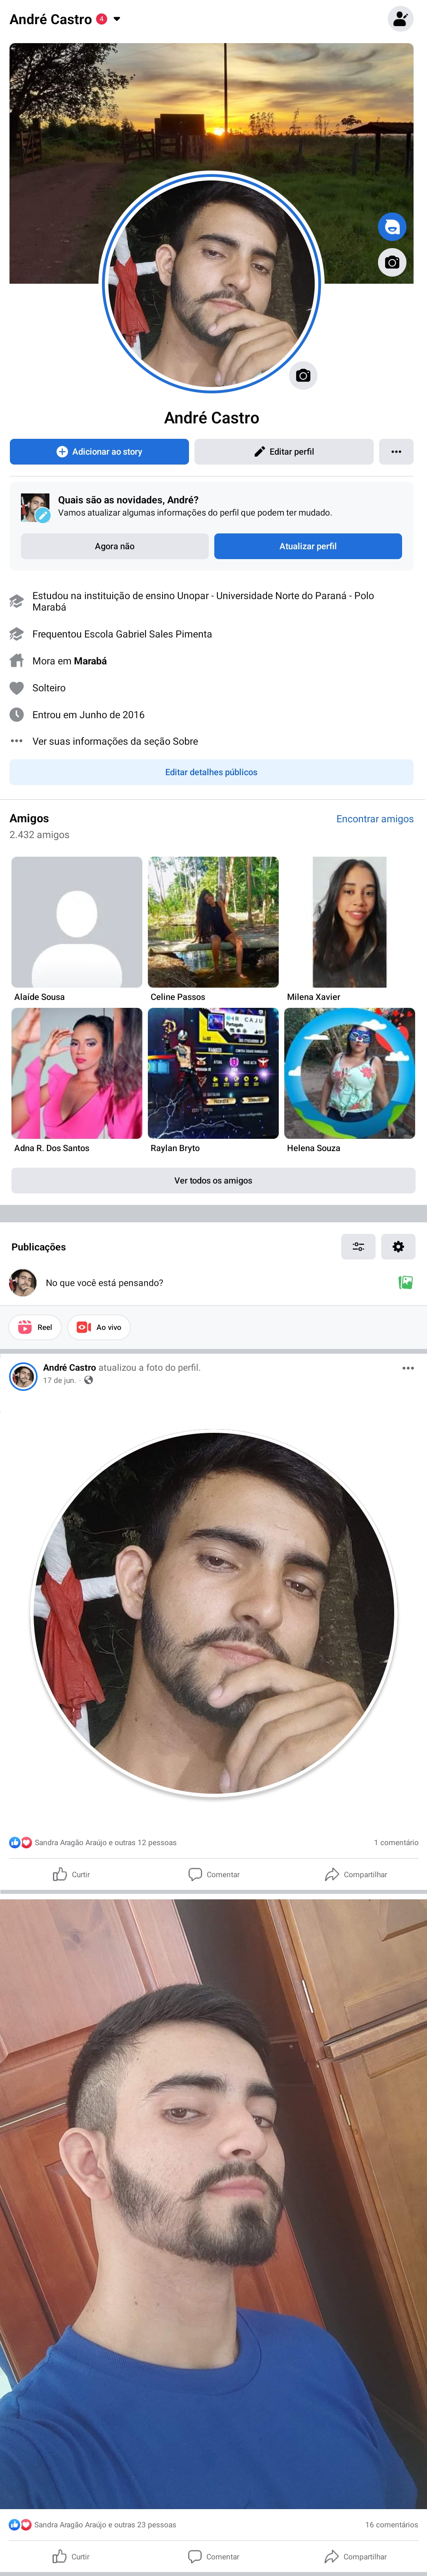 André Castro 4
André Castro
Adicionar ao story
Editar perfil
Quais são as novidades, André?
Vamos atualizar algumas informações do perfil que podem ter mudado.
Agora não
Atualizar perfil
Estudou na instituição de ensino Unopar - Universidade Norte do Paraná - Polo
Marabá
Frequentou Escola Gabriel Sales Pimenta
Mora em Marabá
Solteiro
Entrou em Junho de 2016
Ver suas informações da seção Sobre
Editar detalhes públicos
Amigos
Encontrar amigos
2.432 amigos
Alaíde Sousa
Celine Passos
Milena Xavier
Adna R. Dos Santos
Raylan Bryto
Helena Souza
Ver todos os amigos
Publicações
No que você está pensando?
Reel
Ao vivo
André Castro atualizou a foto do perfil.
17 de jun. ·
Sandra Aragão Araújo e outras 12 pessoas
1 comentário
Curtir
Comentar
Compartilhar
Sandra Aragão Araújo e outras 23 pessoas
16 comentários
Curtir
Comentar
Compartilhar